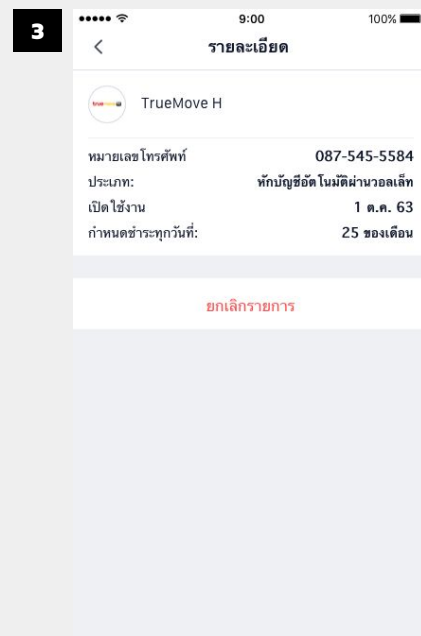 3
9:00
100%
รายละเอียด
TrueMove H
หมายเลขโทรศัพท์ 087-545-5584
ประเภท: หักบัญชีอัตโนมัติผ่านวอลเล็ท
เปิดใช้งาน 1 ต.ค. 63
กำหนดชำระทุกวันที่: 25 ของเดือน
ยกเลิกรายการ